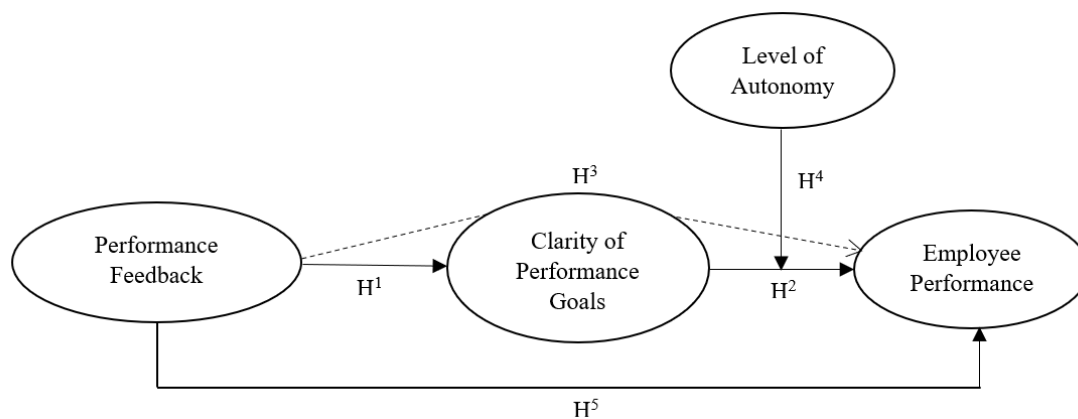 Level of
Autonomy
H³
H⁴
Performance
Feedback
Clarity of
Performance
Goals
Employee
Performance
H¹
H²
H⁵